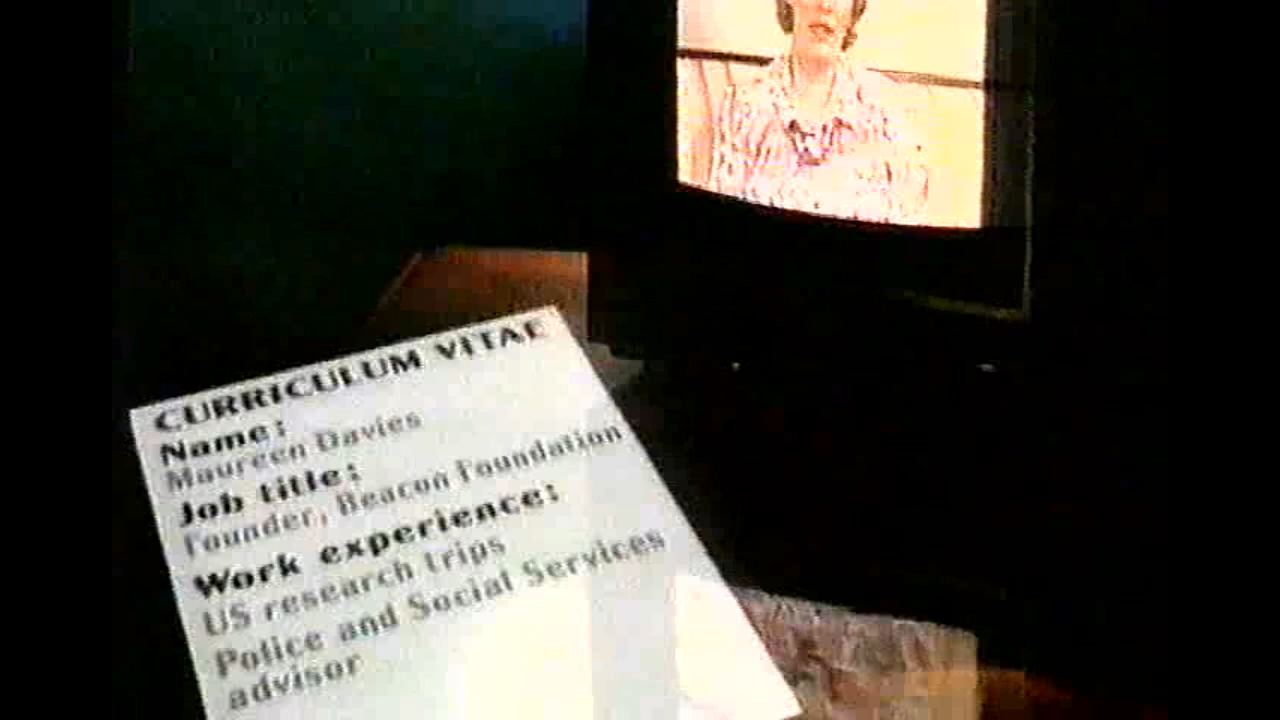 CURRICULUM VITAE
Name:
Maureen Davies
Job title:
Founder, Beacon Foundation
Work experience:
US research trips
Police and Social Services
advisor